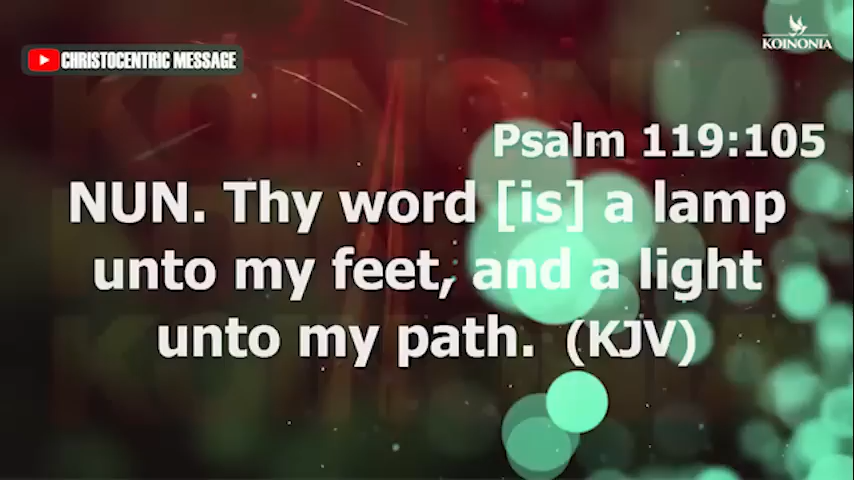 KOINONIA
CHRISTOCENTRIC MESSAGE
Psalm 119:105
NUN. Thy word [is] a lamp
unto my feet, and a light
unto my path. (KJV)